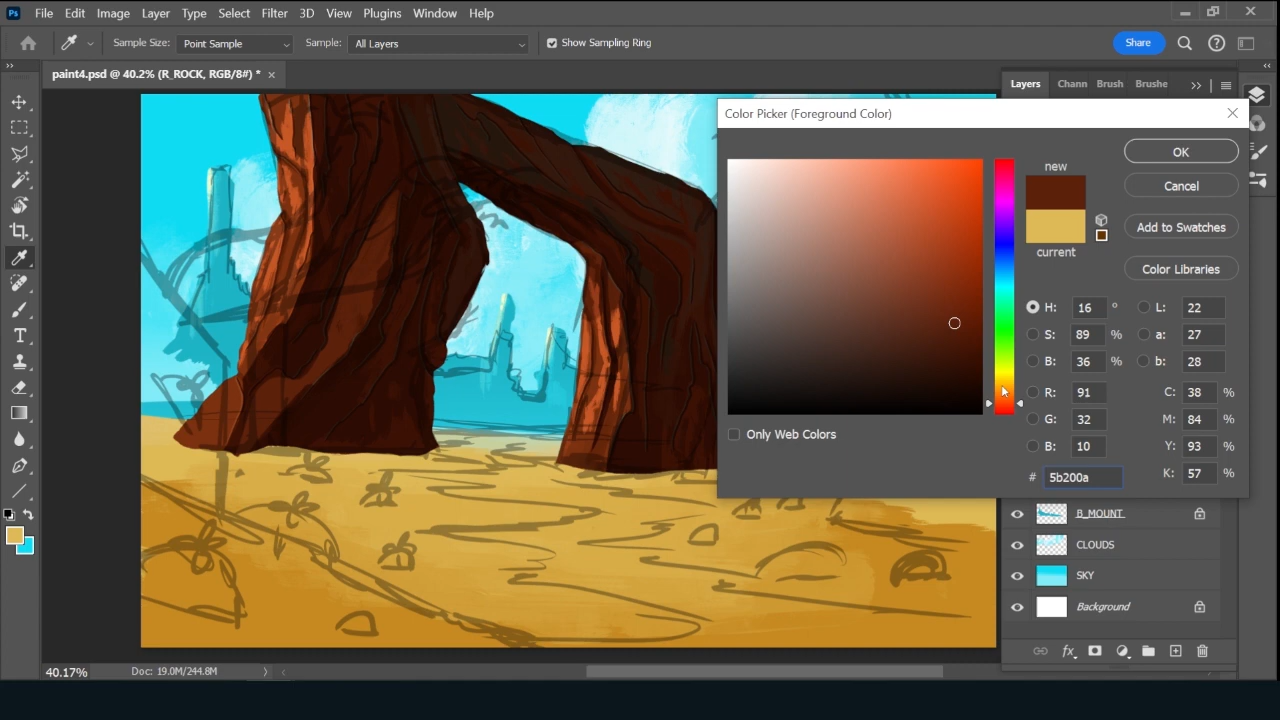 Ps File Edit Image Layer Type Select Filter 3D View Plugins Window Help
Sample Size: Point Sample Sample: All Layers Show Sampling Ring Share
paint4.psd @ 40.2% (R_ROCK, RGB/8#) *
Layers Chann Brush Brushe
Color Picker (Foreground Color)
new
current
OK
Cancel
Add to Swatches
Color Libraries
H: 16 ° L: 22
S: 89 % a: 27
B: 36 % b: 28
R: 91 C: 38 %
G: 32 M: 84 %
B: 10 Y: 93 %
# 5b200a K: 57 %
Only Web Colors
B_MOUNT
CLOUDS
SKY
Background
40.17% Doc: 19.0M/244.8M